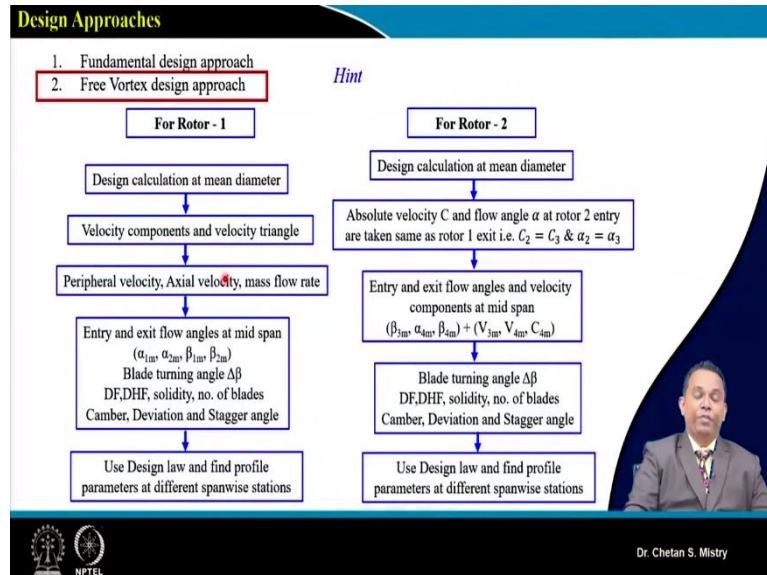 Design Approaches
1. Fundamental design approach
2. Free Vortex design approach
Hint
For Rotor - 1
Design calculation at mean diameter
Velocity components and velocity triangle
Peripheral velocity, Axial velocity, mass flow rate
Entry and exit flow angles at mid span
(α1m, α2m, β1m, β2m)
Blade turning angle Δβ
DF,DHF, solidity, no. of blades
Camber, Deviation and Stagger angle
Use Design law and find profile
parameters at different spanwise stations
For Rotor - 2
Design calculation at mean diameter
Absolute velocity C and flow angle α at rotor 2 entry
are taken same as rotor 1 exit i.e. C2 = C3 & α2 = α3
Entry and exit flow angles and velocity
components at mid span
(β3m, α4m, β4m) + (V3m, V4m, C4m)
Blade turning angle Δβ
DF,DHF, solidity, no. of blades
Camber, Deviation and Stagger angle
Use Design law and find profile
parameters at different spanwise stations
NPTEL
Dr. Chetan S. Mistry